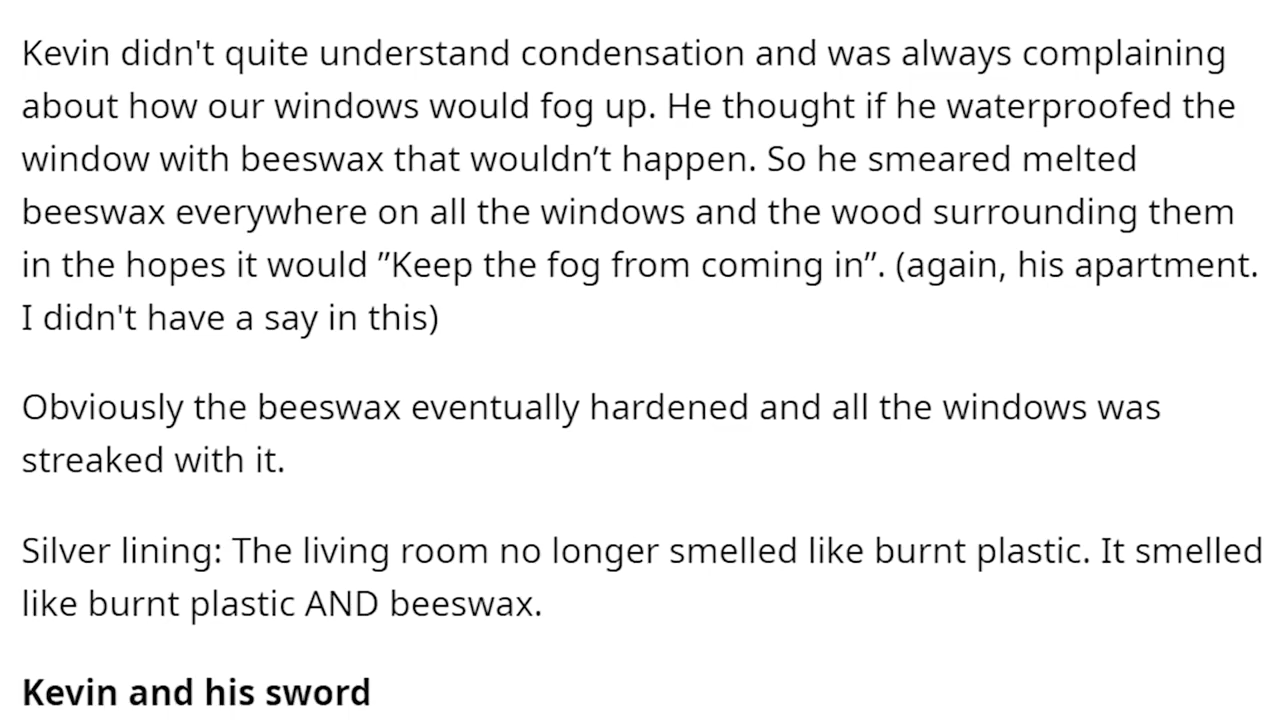 Kevin didn't quite understand condensation and was always complaining
about how our windows would fog up. He thought if he waterproofed the
window with beeswax that wouldn’t happen. So he smeared melted
beeswax everywhere on all the windows and the wood surrounding them
in the hopes it would ”Keep the fog from coming in”. (again, his apartment.
I didn't have a say in this)
Obviously the beeswax eventually hardened and all the windows was
streaked with it.
Silver lining: The living room no longer smelled like burnt plastic. It smelled
like burnt plastic AND beeswax.
Kevin and his sword